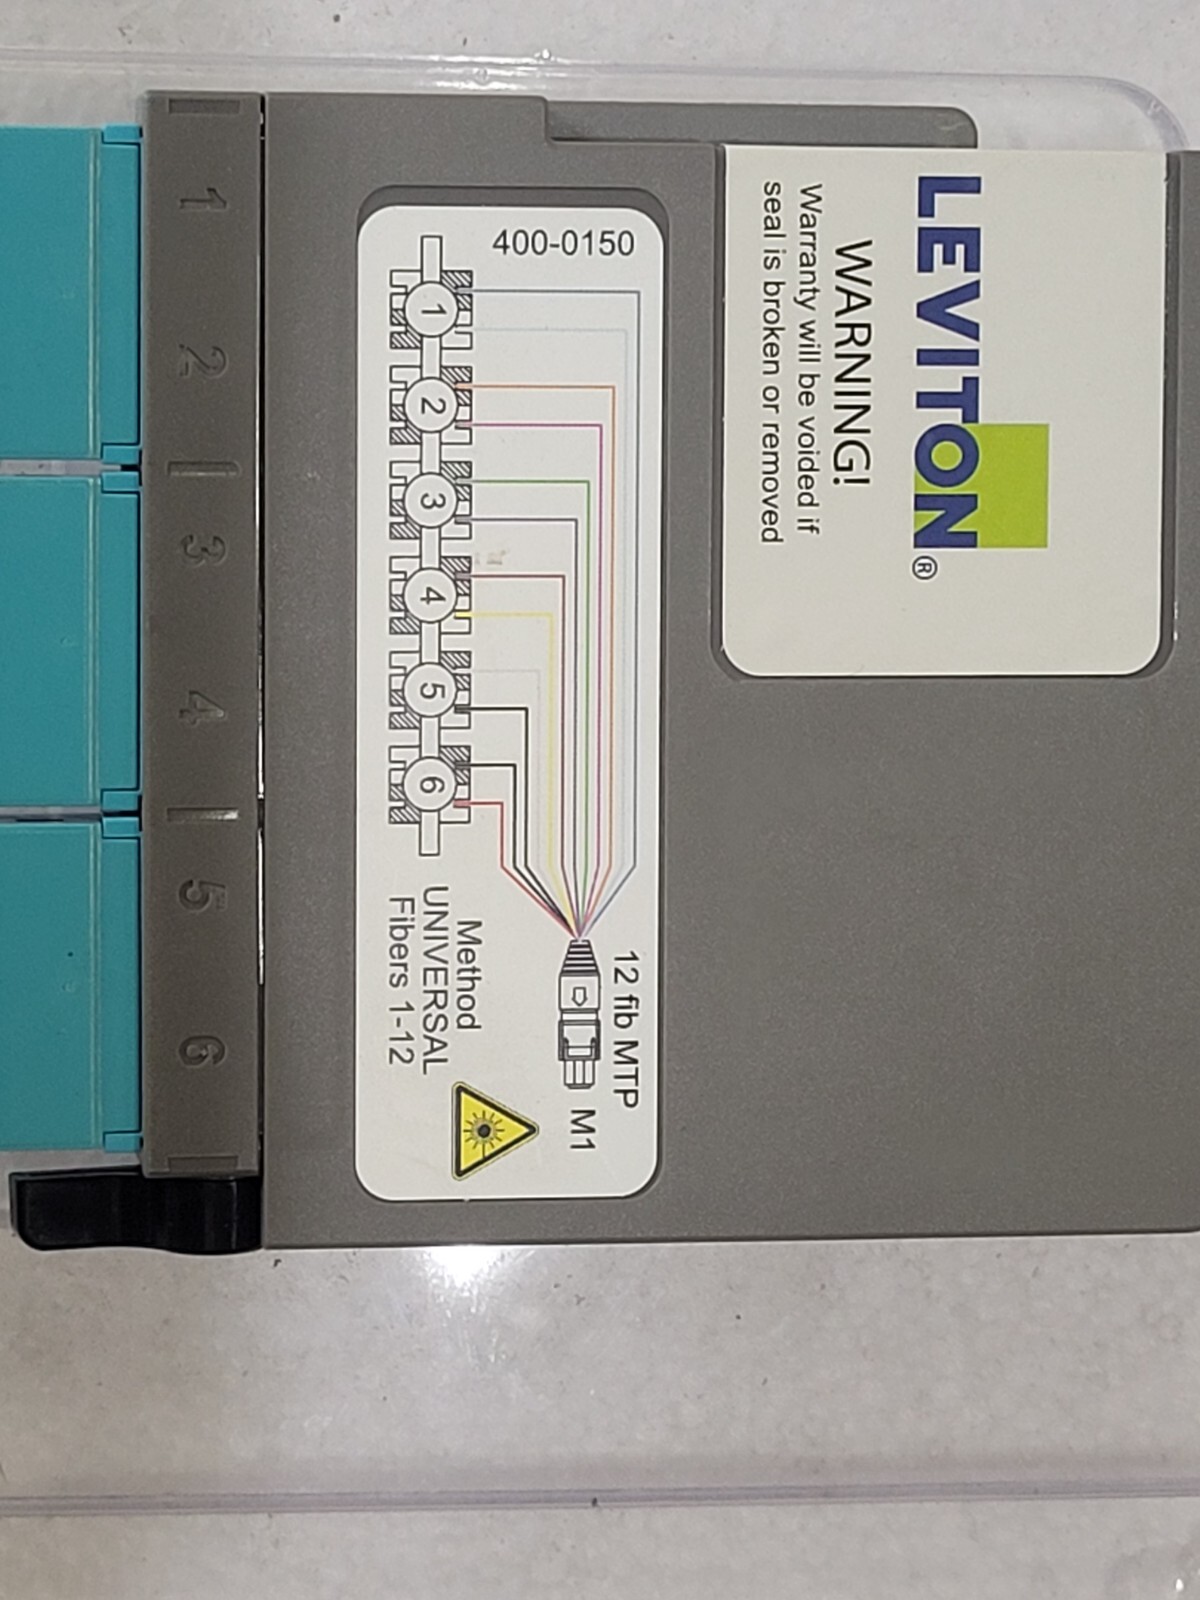 LEVITON®
WARNING!
Warranty will be voided if
seal is broken or removed
400-0150
1
2
3
4
5
6
12 fib MTP
M1
Method
UNIVERSAL
Fibers 1-12
1
2
3
4
5
6